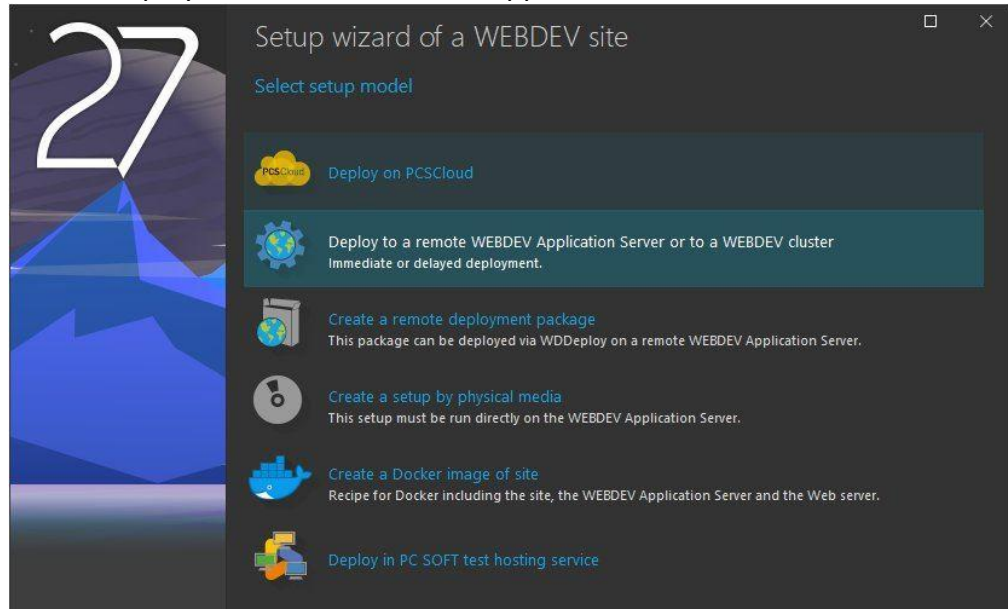 27
Setup wizard of a WEBDEV site
Select setup model
PCSCloud
Deploy on PCSCloud
Deploy to a remote WEBDEV Application Server or to a WEBDEV cluster
Immediate or delayed deployment.
Create a remote deployment package
This package can be deployed via WDDeploy on a remote WEBDEV Application Server.
Create a setup by physical media
This setup must be run directly on the WEBDEV Application Server.
Create a Docker image of site
Recipe for Docker including the site, the WEBDEV Application Server and the Web server.
Deploy in PC SOFT test hosting service